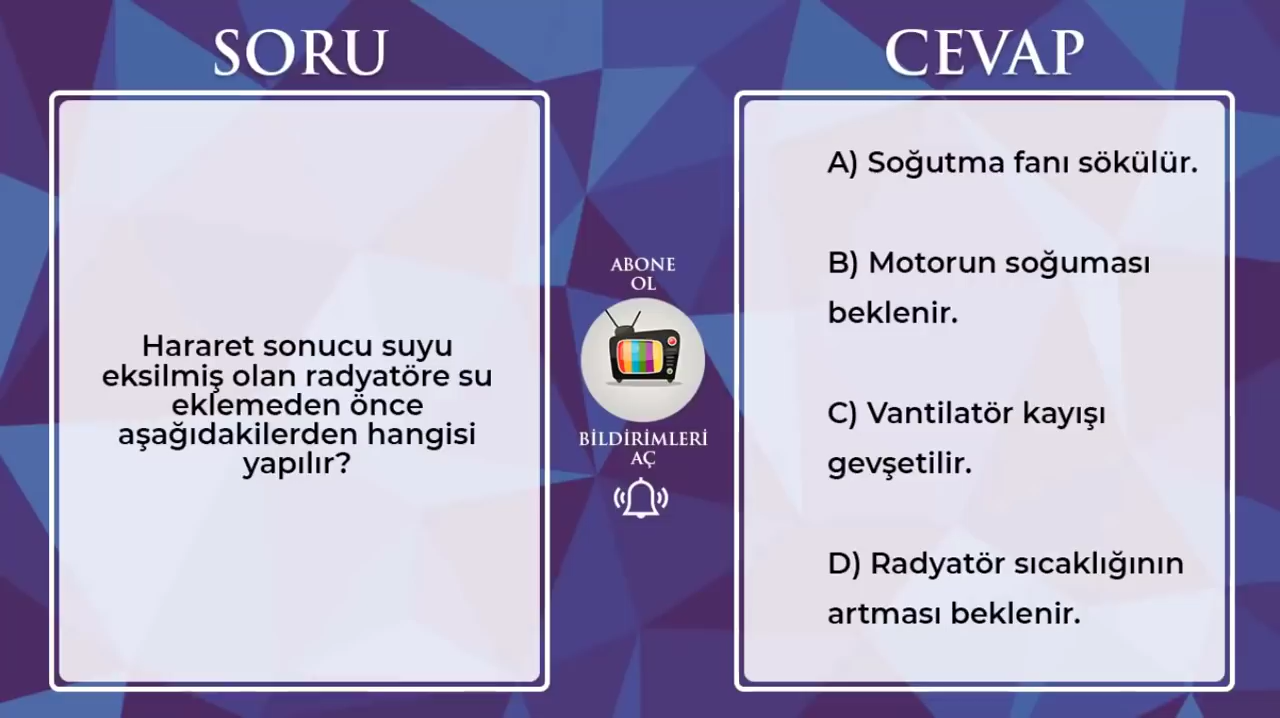 SORU
Hararet sonucu suyu
eksilmiş olan radyatöre su
eklemeden önce
aşağıdakilerden hangisi
yapılır?
ABONE
OL
BİLDİRİMLERİ
AÇ
CEVAP
A) Soğutma fanı sökülür.
B) Motorun soğuması
beklenir.
C) Vantilatör kayışı
gevşetilir.
D) Radyatör sıcaklığının
artması beklenir.